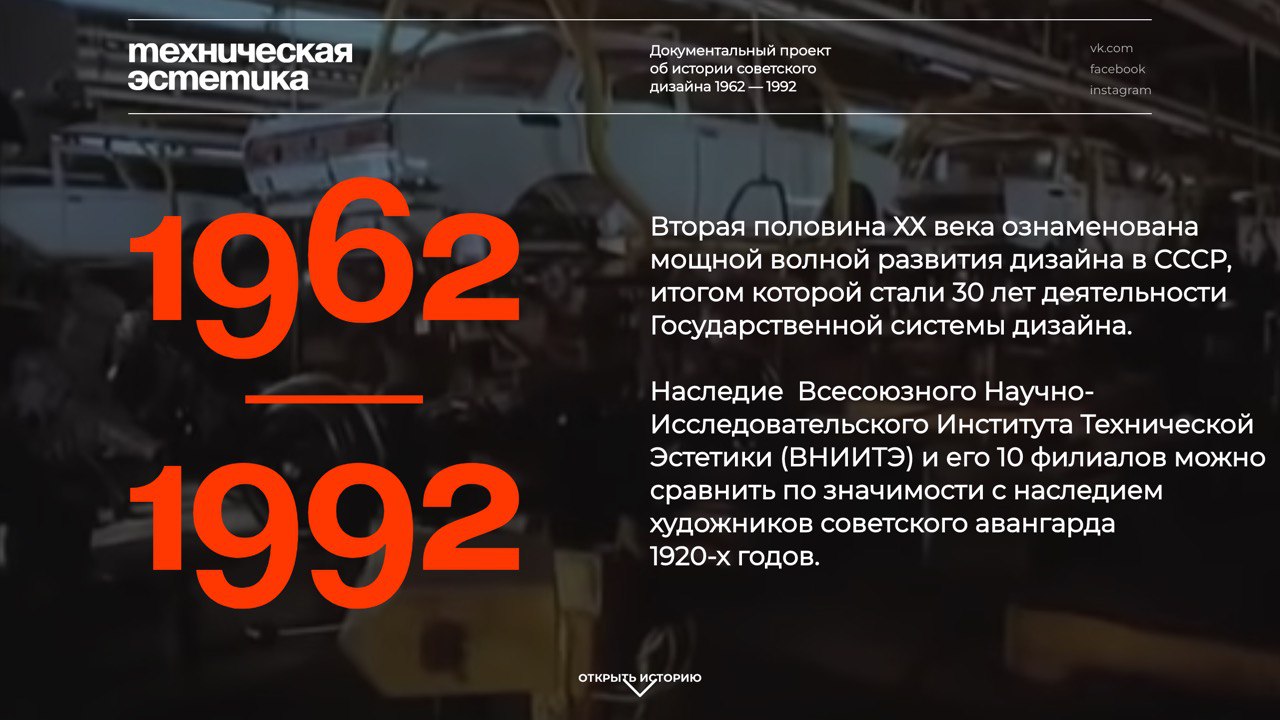 техническая
эстетика
Документальный проект
об истории советского
дизайна 1962 — 1992
vk.com
facebook
instagram
1962
1992
Вторая половина XX века ознаменована
мощной волной развития дизайна в СССР,
итогом которой стали 30 лет деятельности
Государственной системы дизайна.
Наследие Всесоюзного Научно-
Исследовательского Института Технической
Эстетики (ВНИИТЭ) и его 10 филиалов можно
сравнить по значимости с наследием
художников советского авангарда
1920-х годов.
ОТКРЫТЬ ИСТОРИЮ